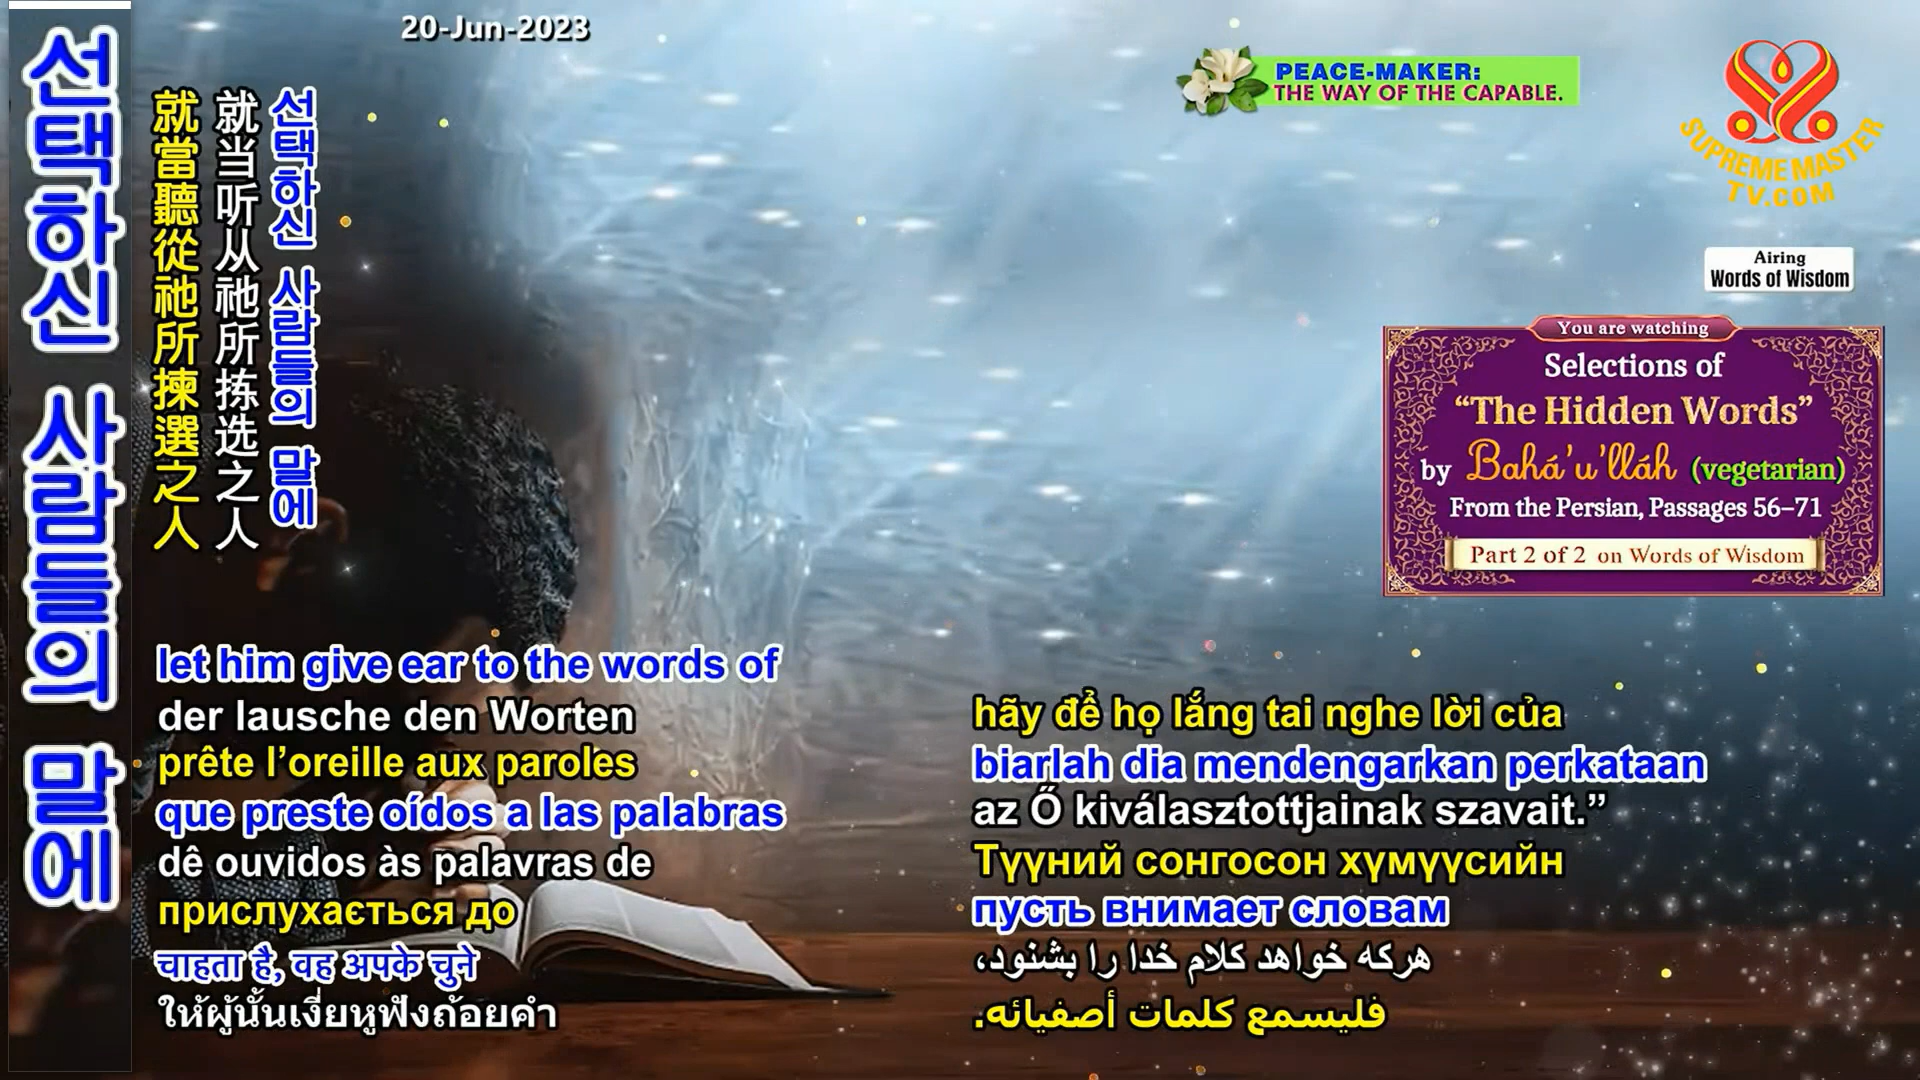 20-Jun-2023
선택하신 사람들의 말에
就當聽從祂所揀選之人
就当听从祂所拣选之人
선택하신 사람들의 말에
PEACE-MAKER:
THE WAY OF THE CAPABLE.
SUPREME MASTER
TV.COM
Airing
Words of Wisdom
You are watching
Selections of
“The Hidden Words”
by Bahá’u’lláh (vegetarian)
From the Persian, Passages 56–71
Part 2 of 2 on Words of Wisdom
let him give ear to the words of
der lausche den Worten
prête l’oreille aux paroles
que preste oídos a las palabras
dê ouvidos às palavras de
прислухається до
चाहता है, वह अपके चुने
ให้ผู้นั้นเงี่ยหูฟังถ้อยคำ
hãy để họ lắng tai nghe lời của
biarlah dia mendengarkan perkataan
az Ő kiválasztottjainak szavait.”
Түүний сонгосон хүмүүсийн
пусть внимает словам
هرکه خواهد کلام خدا را بشنود،
فليسمع كلمات أصفيائه.